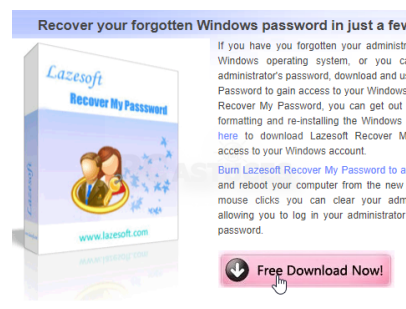 Recover your forgotten Windows password in just a few
If you have you forgotten your administr
Windows operating system, or you ca
administrator's password, download and u
Password to gain access to your Windows
Recover My Password, you can get out
formatting and re-installing the Windows
here to download Lazesoft Recover M
access to your Windows account.
Burn Lazesoft Recover My Password to a
and reboot your computer from the new
mouse clicks you can clear your adm
allowing you to log in your administrator
password.
Lazesoft
Recover My Passsword
Lazesoft
www.lazesoft.com
Free Download Now!